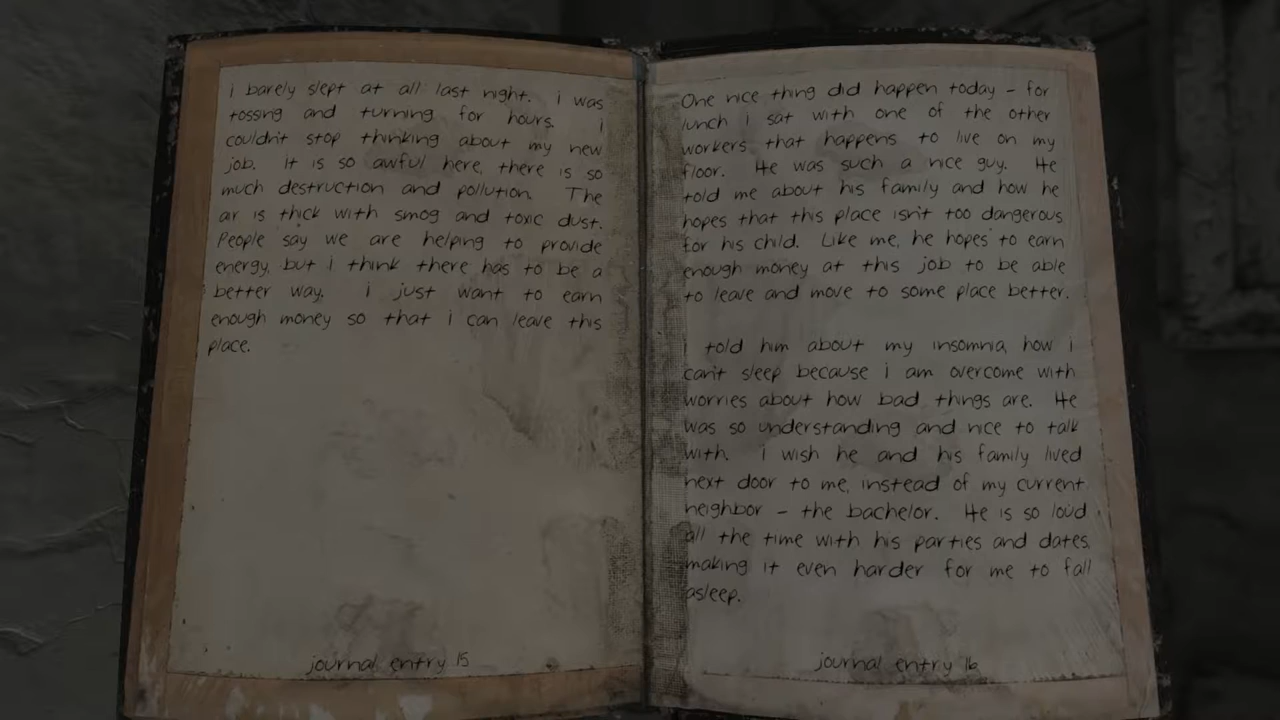 i barely slept at all last night. i was
tossing and turning for hours. i
couldn't stop thinking about my new
job. it is so awful here, there is so
much destruction and pollution. The
air is thick with smog and toxic dust.
People say we are helping to provide
energy, but i think there has to be a
better way. i just want to earn
enough money so that i can leave this
place.
journal entry 15
One nice thing did happen today - for
lunch i sat with one of the other
workers that happens to live on my
floor. He was such a nice guy. He
told me about his family and how he
hopes that this place isn't too dangerous
for his child. Like me, he hopes to earn
enough money at this job to be able
to leave and move to some place better.
i told him about my insomnia, how i
can't sleep because i am overcome with
worries about how bad things are. He
was so understanding and nice to talk
with. i wish he and his family lived
next door to me, instead of my current
neighbor - the bachelor. He is so loud
all the time with his parties and dates,
making it even harder for me to fall
asleep.
journal entry 16